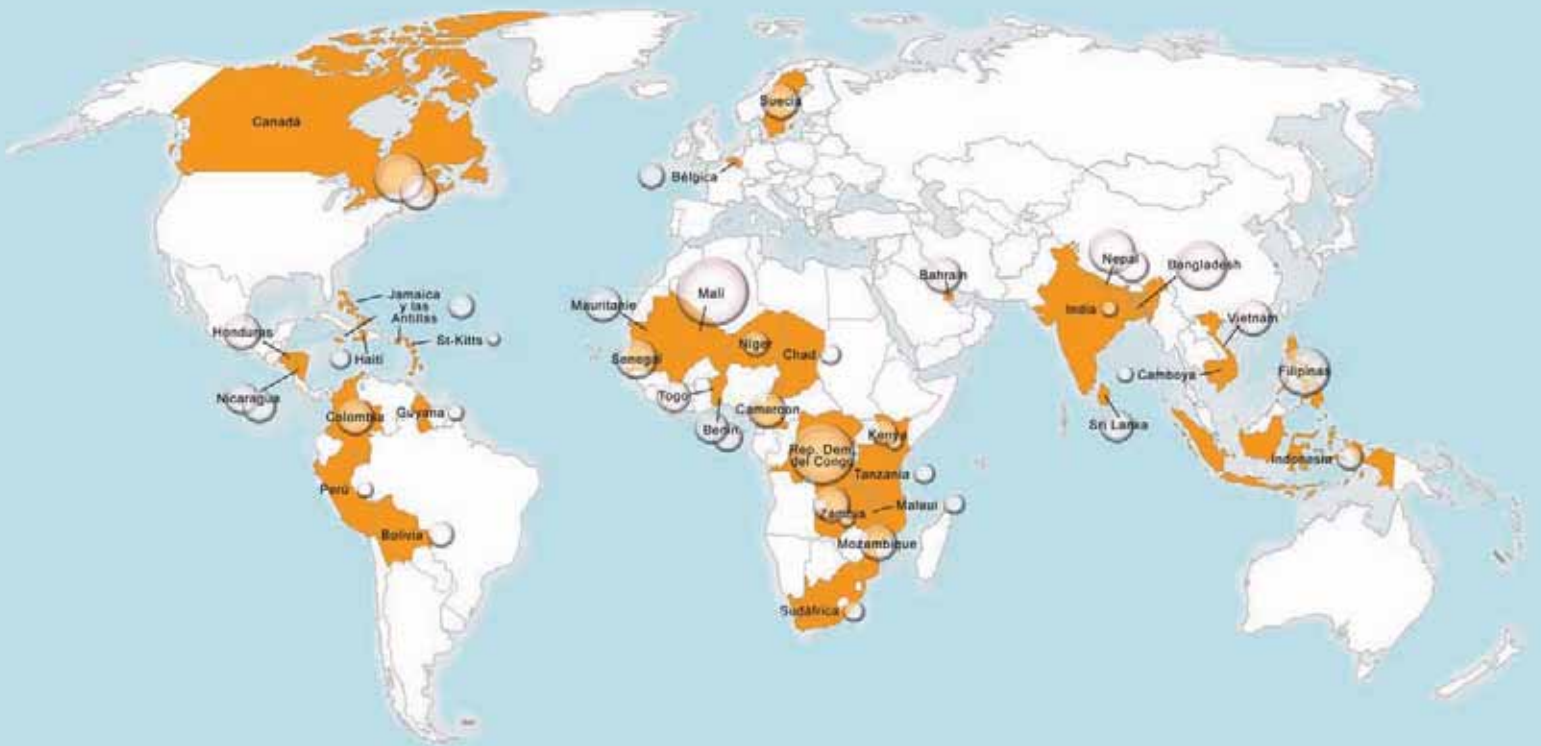 Canadá
Suecia
Bélgica
Jamaica
y las
Antillas
Honduras
Haití
St-Kitts
Nicaragua
Colombia
Guyana
Perú
Bolivia
Mauritanie
Mali
Senegal
Níger
Chad
Togo
Benin
Cameroon
Rep. Dem.
del Congo
Kenya
Tanzania
Zambia
Malaui
Mozambique
Sudáfrica
Bahrain
Nepal
Bangladesh
India
Vietnam
Camboya
Filipinas
Sri Lanka
Indonesia